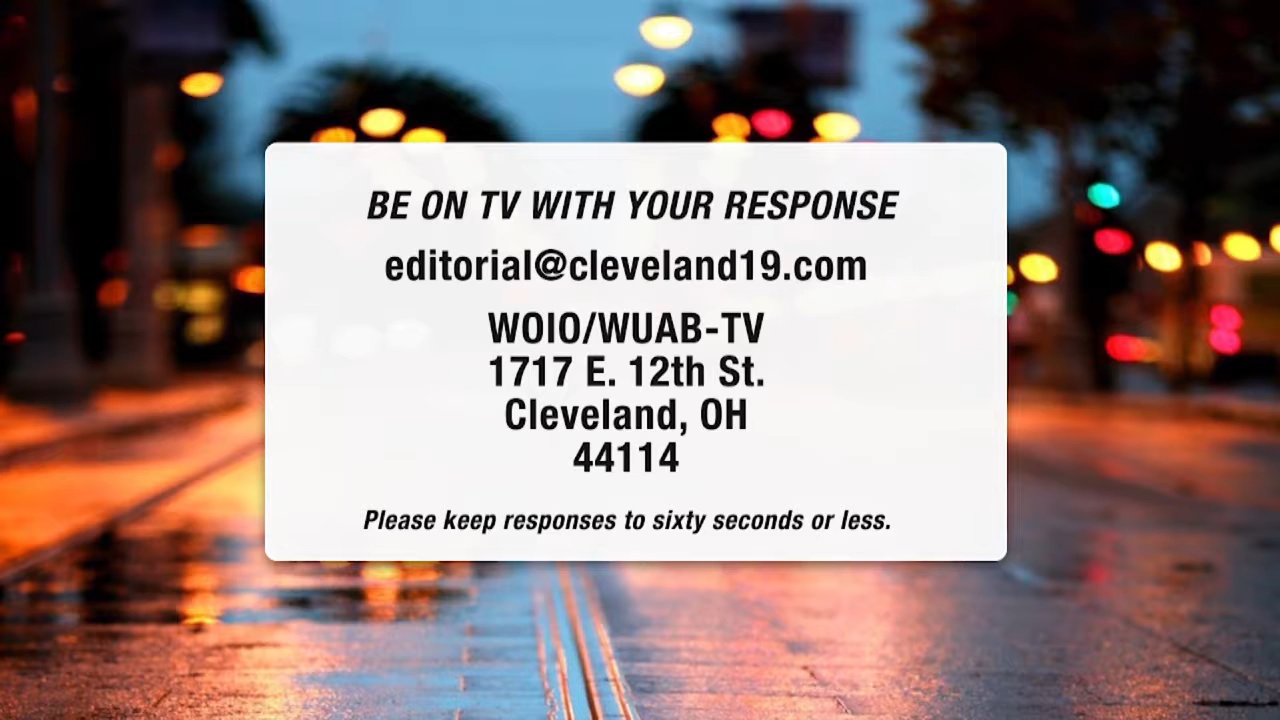 BE ON TV WITH YOUR RESPONSE
editorial@cleveland19.com
WOIO/WUAB-TV
1717 E. 12th St.
Cleveland, OH
44114
Please keep responses to sixty seconds or less.